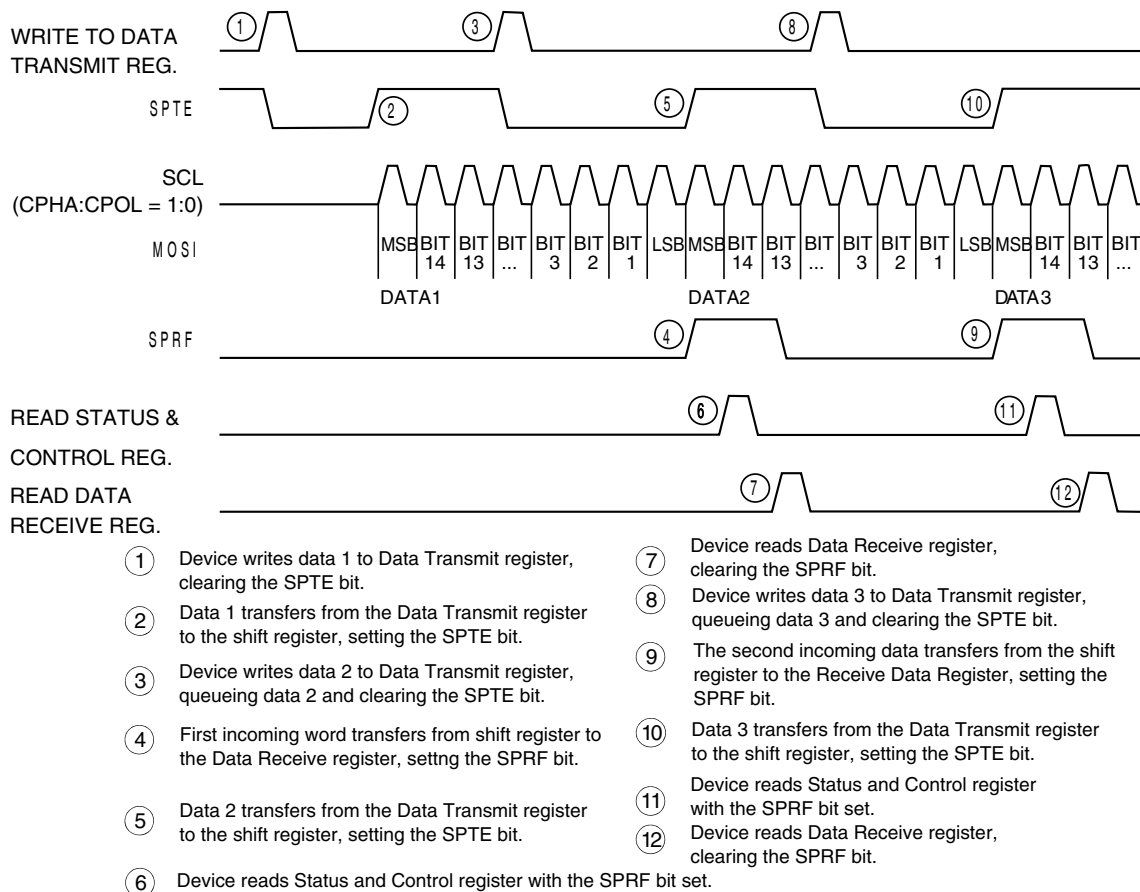 1
3
8
WRITE TO DATA
TRANSMIT REG.
SPTE
2
5
10
SCL
(CPHA:CPOL = 1:0)
MOSI
MSB BIT BIT BIT BIT BIT BIT LSB MSB BIT BIT BIT BIT BIT BIT LSB MSB BIT BIT BIT
14 13 ... 3 2 1 14 13 ... 3 2 1 14 13 ...
DATA1 DATA2 DATA3
SPRF
4
9
READ STATUS &
CONTROL REG.
6
11
READ DATA
RECEIVE REG.
7
12
1 Device writes data 1 to Data Transmit register,
clearing the SPTE bit.
2 Data 1 transfers from the Data Transmit register
to the shift register, setting the SPTE bit.
3 Device writes data 2 to Data Transmit register,
queueing data 2 and clearing the SPTE bit.
4 First incoming word transfers from shift register to
the Data Receive register, settng the SPRF bit.
5 Data 2 transfers from the Data Transmit register
to the shift register, setting the SPTE bit.
6 Device reads Status and Control register with the SPRF bit set.
7 Device reads Data Receive register,
clearing the SPRF bit.
8 Device writes data 3 to Data Transmit register,
queueing data 3 and clearing the SPTE bit.
9 The second incoming data transfers from the shift
register to the Receive Data Register, setting the
SPRF bit.
10 Data 3 transfers from the Data Transmit register
to the shift register, setting the SPTE bit.
11 Device reads Status and Control register
with the SPRF bit set.
12 Device reads Data Receive register,
clearing the SPRF bit.